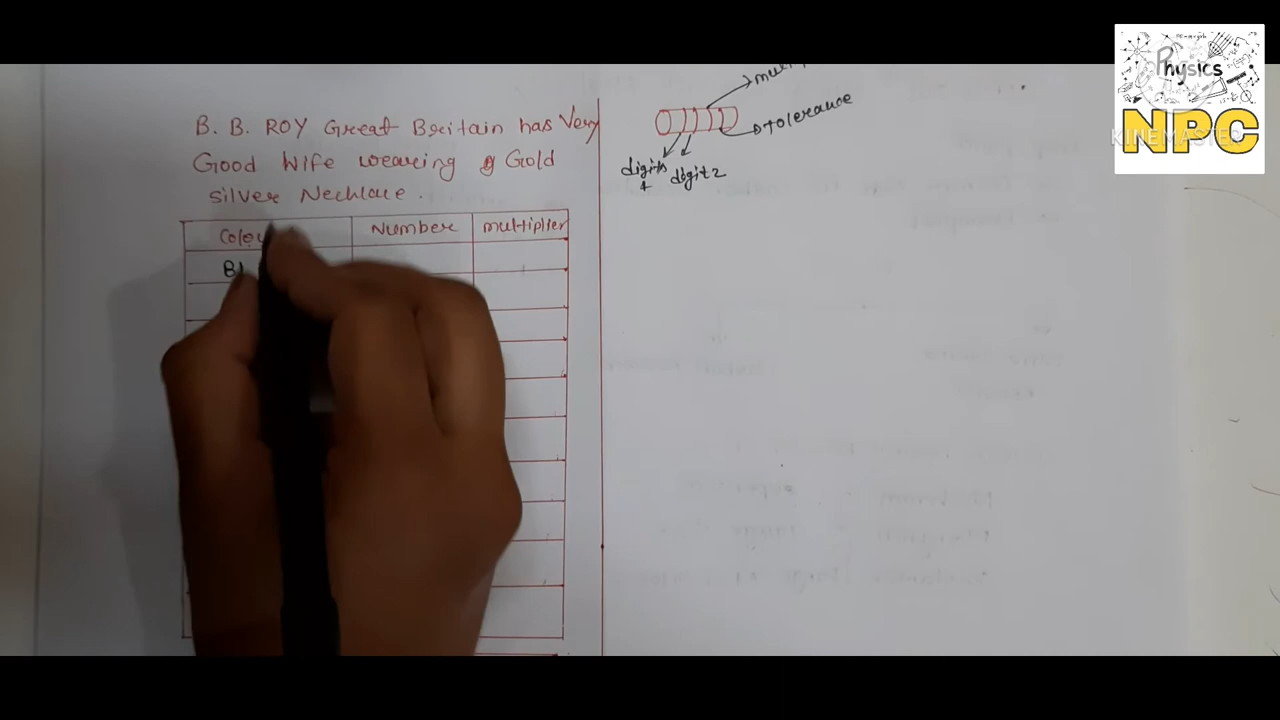 B. B. ROY Great Britain has Very
Good Wife wearing Gold
silver Necklace.
Number multiplier
tolerance
digits digit 2
Physics
NPC
KINEMASTER